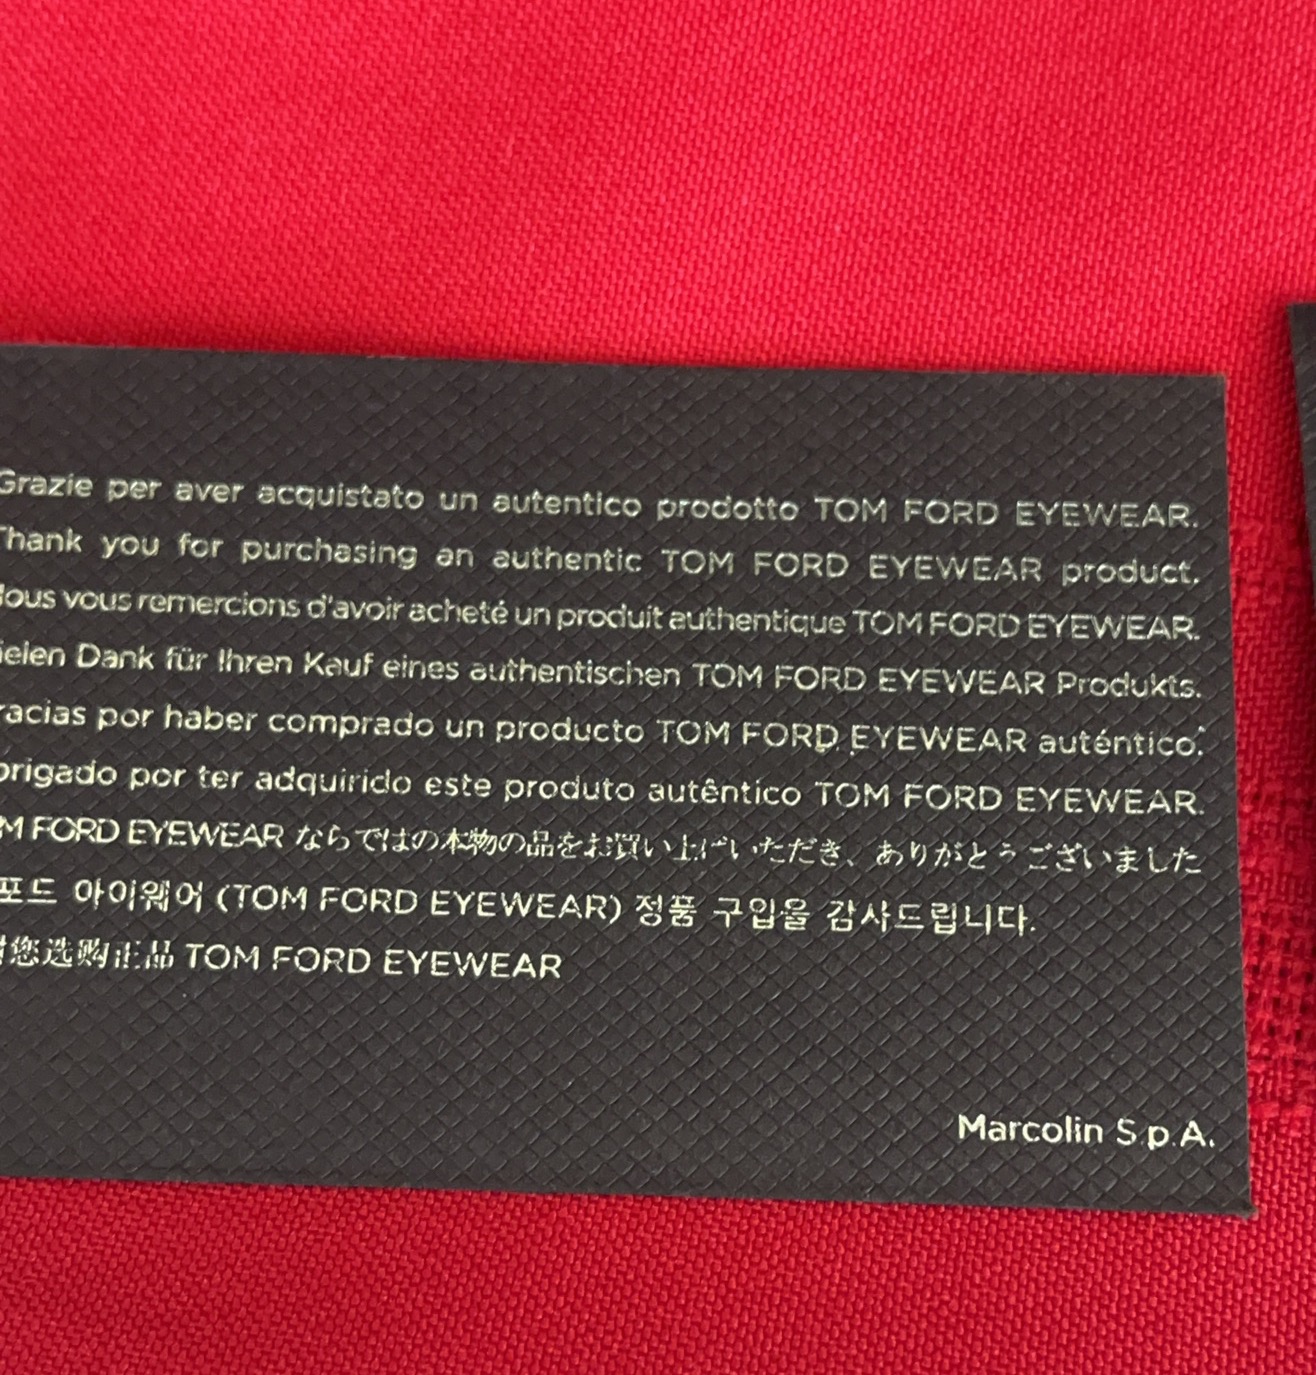 Grazie per aver acquistato un autentico prodotto TOM FORD EYEWEAR.
Thank you for purchasing an authentic TOM FORD EYEWEAR product.
vous remercions d'avoir acheté un produit authentique TOM FORD EYEWEAR.
Dank für Ihren Kauf eines authentischen TOM FORD EYEWEAR Produkts.
por haber comprado un producto TOM FORD EYEWEAR auténtico.
por ter adquirido este produto autêntico TOM FORD EYEWEAR.
FORD EYEWEAR ならではの本物の品をお買い上げいただき、ありがとうございました
포드 아이웨어 (TOM FORD EYEWEAR) 정품 구입을 감사드립니다.
您选购正品 TOM FORD EYEWEAR
Marcolin S.p.A.